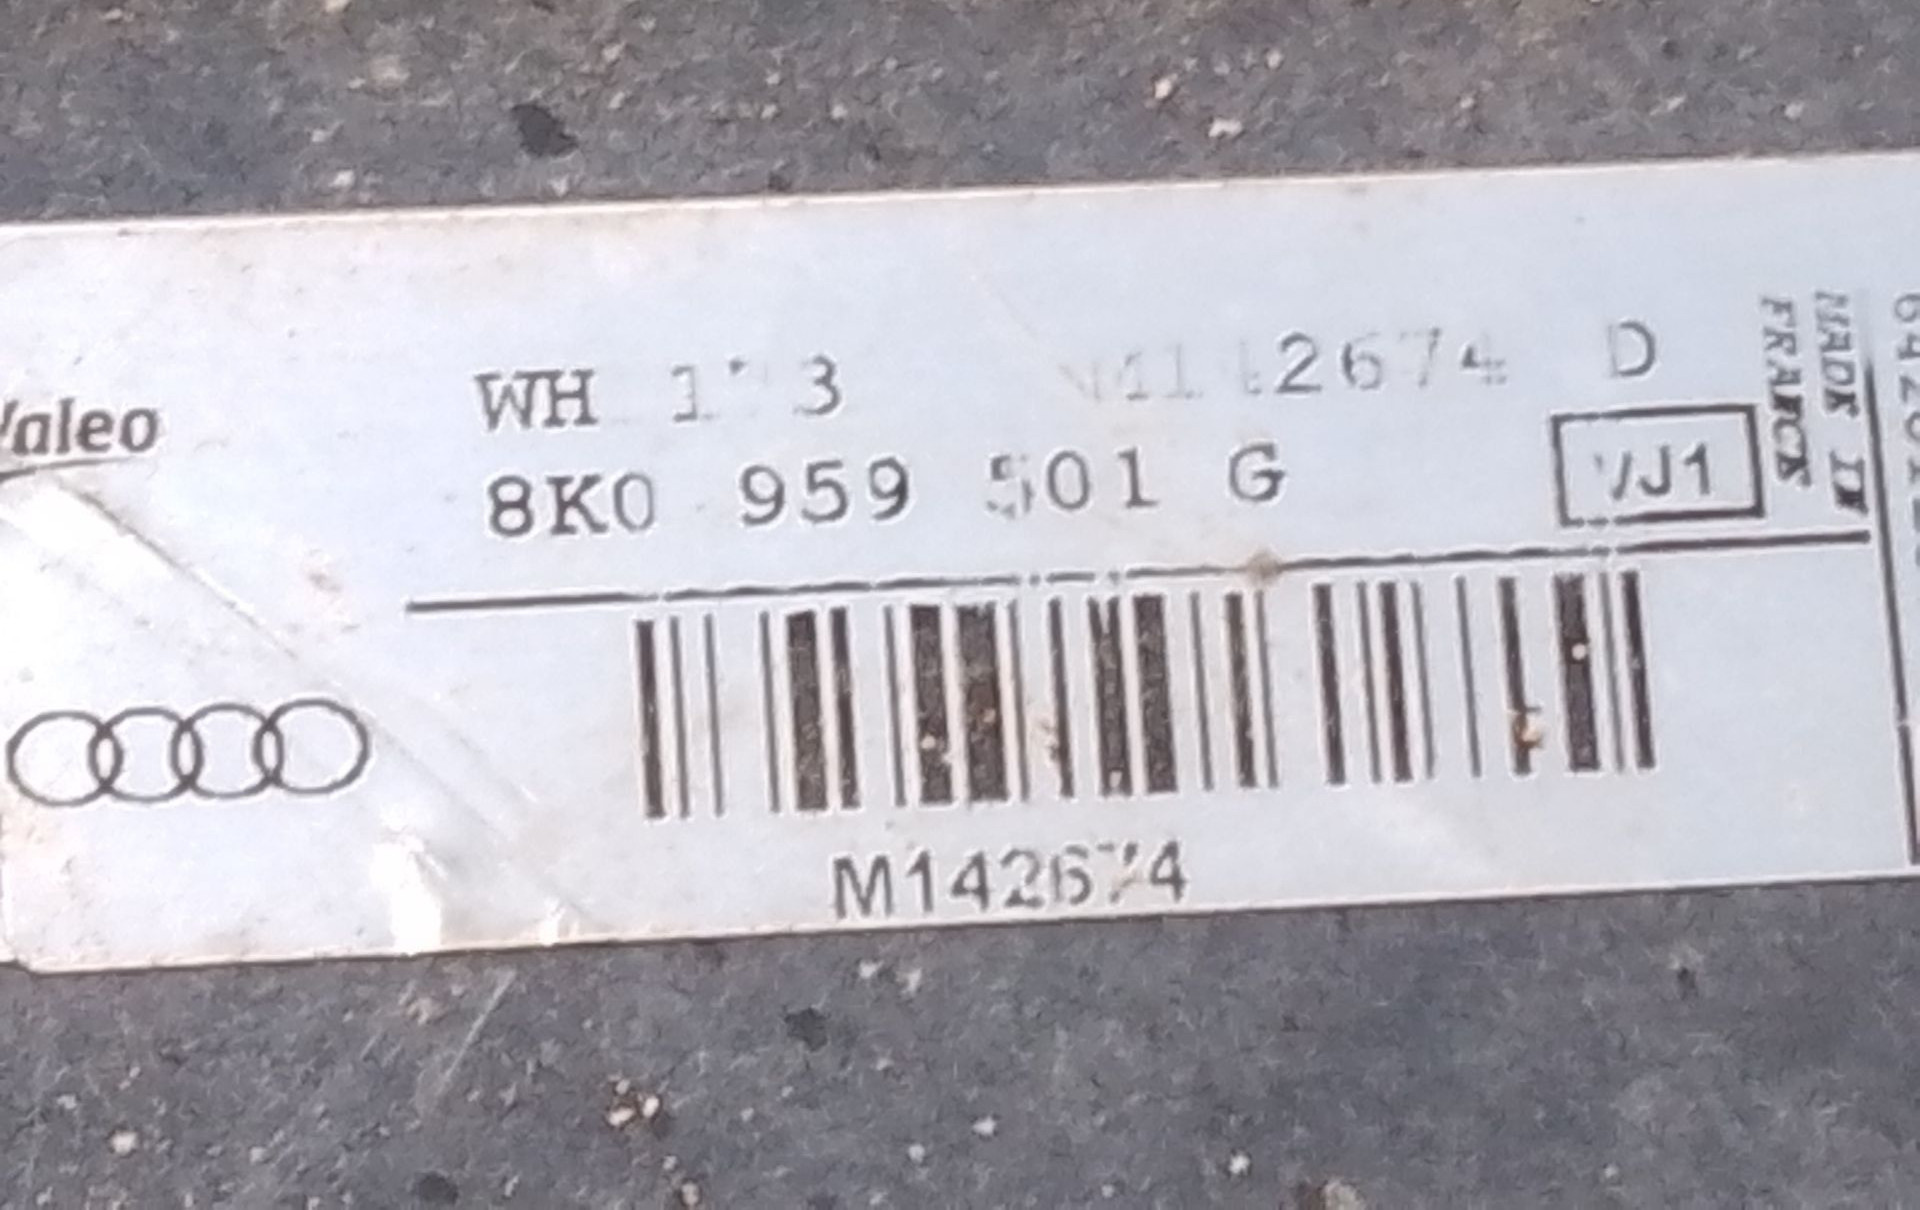 Valeo
WH 3 2674 D
8K0 959 501 G
VJ1
MADE IN
FRANCE
M142674